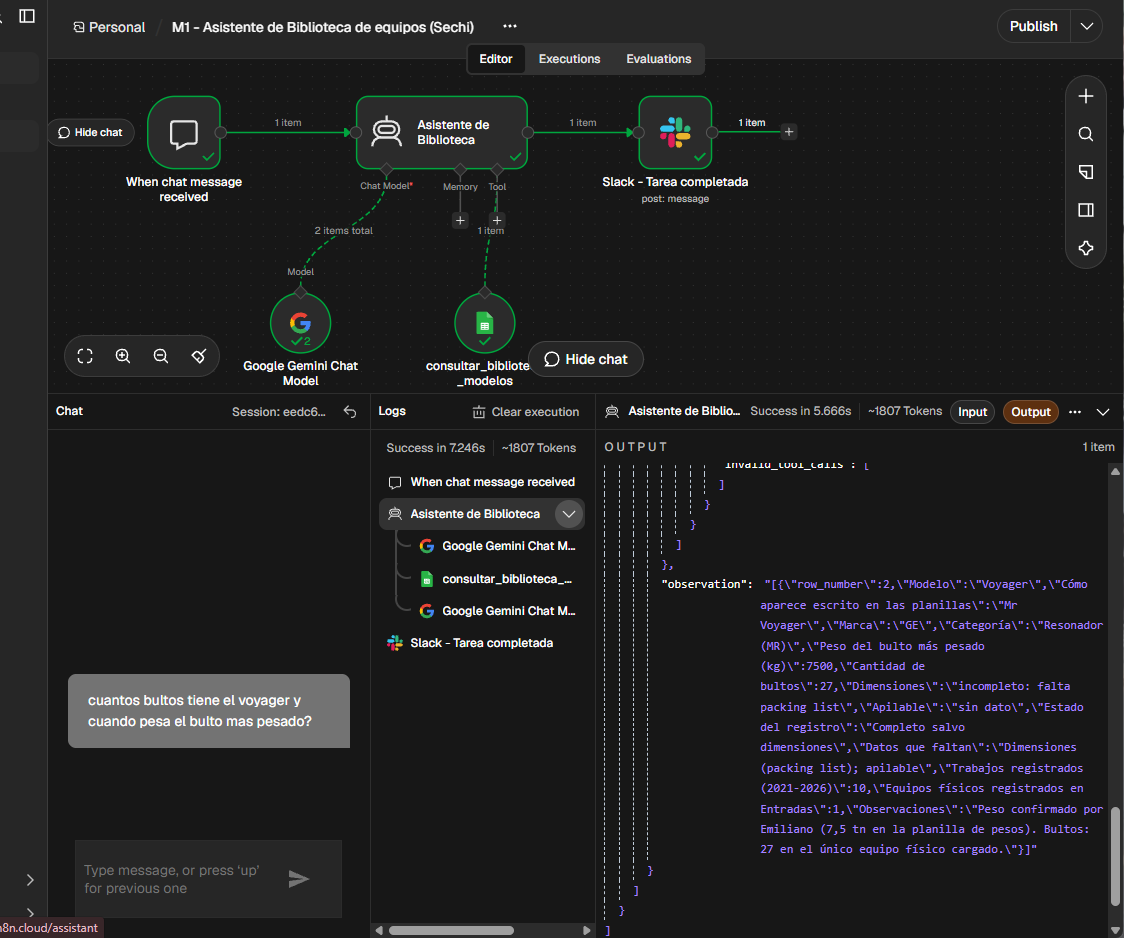 Personal / M1 - Asistente de Biblioteca de equipos (Sechi) ...
Publish
Editor Executions Evaluations
Hide chat
1 item
Asistente de
Biblioteca
1 item
1 item
When chat message
received
Chat Model*
Memory
Tool
Slack - Tarea completada
post: message
2 items total
1 item
Model
2
Google Gemini Chat
Model
consultar_bibliote
_modelos
Hide chat
Chat
Session: eedc6...
Logs
Clear execution
Asistente de Biblio...
Success in 5.666s
~1807 Tokens
Input
Output
...
Success in 7.246s
~1807 Tokens
When chat message received
Asistente de Biblioteca
Google Gemini Chat M...
consultar_biblioteca_...
Google Gemini Chat M...
Slack - Tarea completada
OUTPUT
1 item
"invalid_tool_calls": [
]
}
}
]
},
"observation": "[{\"row_number\":2,\"Modelo\":\"Voyager\",\"Cómo
aparece escrito en las planillas\":\"Mr
Voyager\",\"Marca\":\"GE\",\"Categoría\":\"Resonador
(MR)\",\"Peso del bulto más pesado
(kg)\":7500,\"Cantidad de
bultos\":27,\"Dimensiones\":\"incompleto: falta
packing list\",\"Apilable\":\"sin dato\",\"Estado
del registro\":\"Completo salvo
dimensiones\",\"Datos que faltan\":\"Dimensiones
(packing list); apilable\",\"Trabajos registrados
(2021-2026)\":10,\"Equipos físicos registrados en
Entradas\":1,\"Observaciones\":\"Peso confirmado por
Emiliano (7,5 tn en la planilla de pesos). Bultos:
27 en el único equipo físico cargado.\"}]"
}
]
}
]
cuantos bultos tiene el voyager y
cuando pesa el bulto mas pesado?
Type message, or press 'up'
for previous one
n8n.cloud/assistant